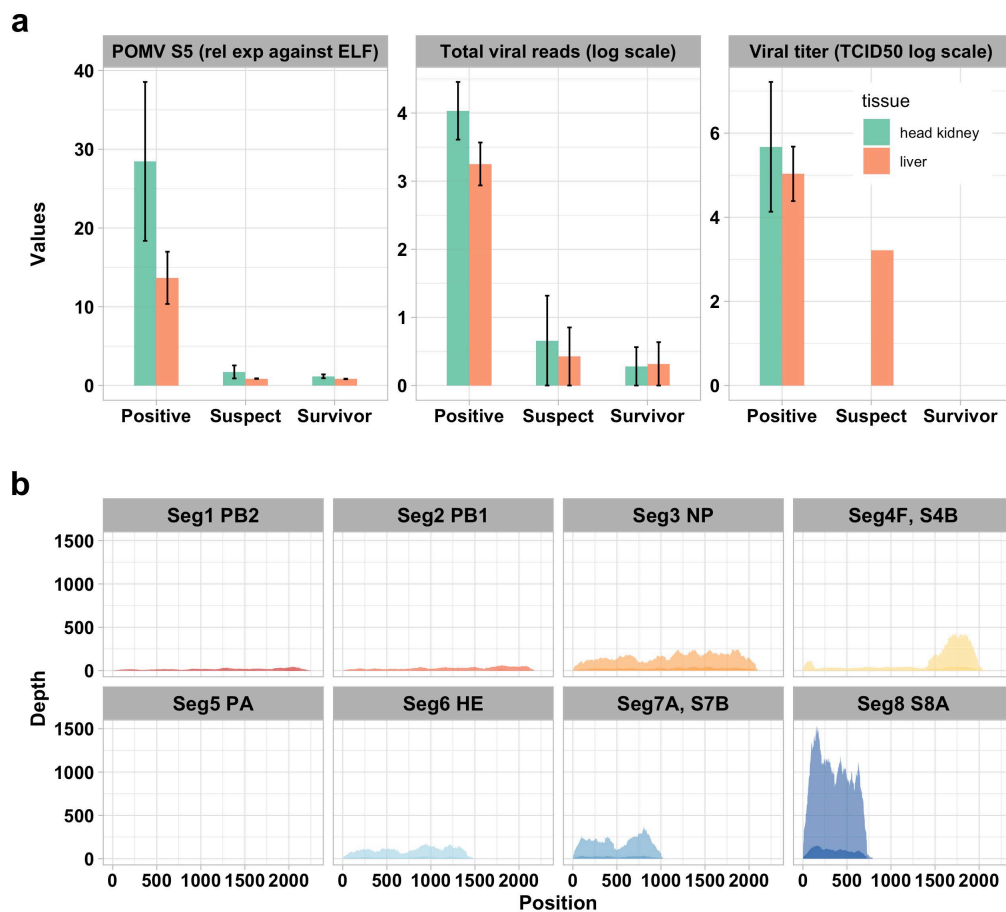 a
POMV S5 (rel exp against ELF)
Total viral reads (log scale)
Viral titer (TCID50 log scale)
Values
40
30
20
10
0
4
3
2
1
0
6
4
2
0
tissue
head kidney
liver
Positive Suspect Survivor
Positive Suspect Survivor
Positive Suspect Survivor
b
Seg1 PB2
Seg2 PB1
Seg3 NP
Seg4F, S4B
1500
1000
500
0
Depth
Seg5 PA
Seg6 HE
Seg7A, S7B
Seg8 S8A
1500
1000
500
0
0 500 1000 1500 2000
0 500 1000 1500 2000
0 500 1000 1500 2000
0 500 1000 1500 2000
Position